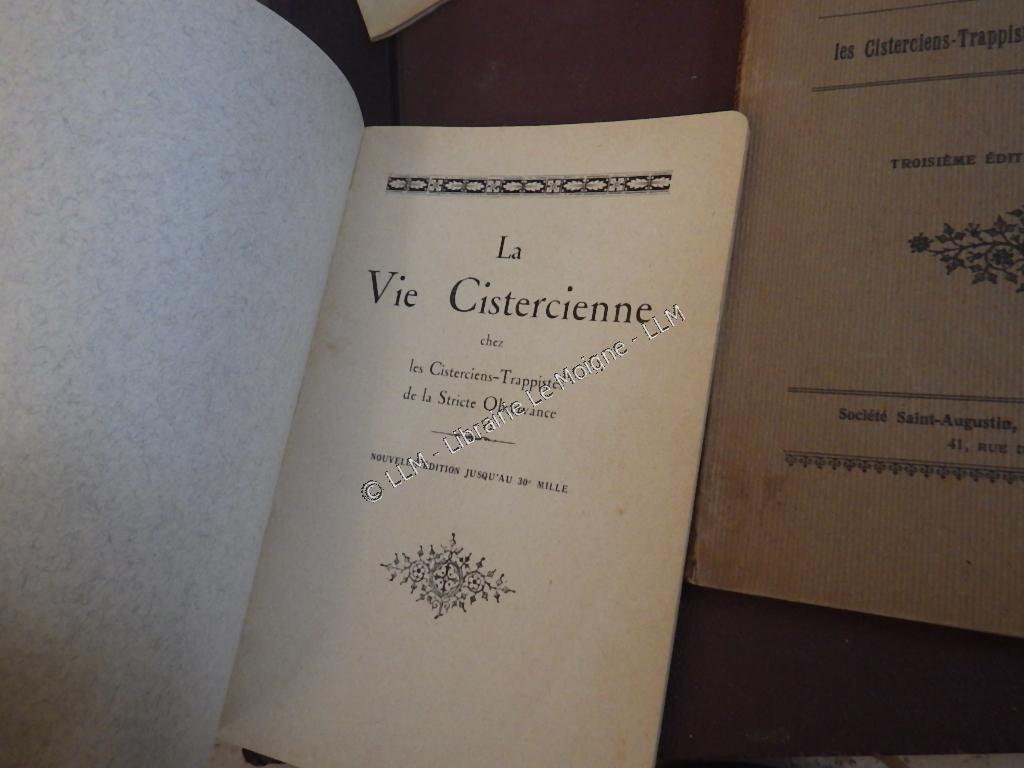 La
Vie Cistercienne
chez
les Cisterciens-Trappistes
de la Stricte Observance
NOUVELLE ÉDITION JUSQU'AU 30e MILLE
© LLM - Librairie Le Moigne - LLM
les Cisterciens-Trappis
TROISIÈME ÉDIT
Société Saint-Augustin,
41, RUE D